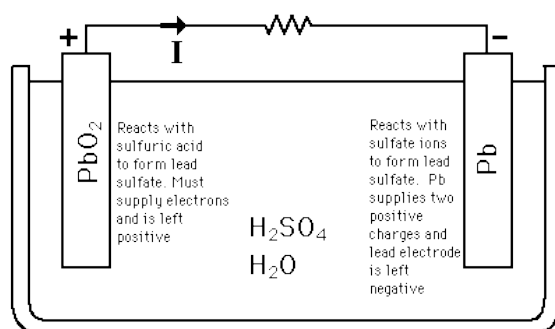 +
−
I
PbO₂
Reacts with
sulfuric acid
to form lead
sulfate. Must
supply electrons
and is left
positive
H₂SO₄
H₂O
Reacts with
sulfate ions
to form lead
sulfate. Pb
supplies two
positive
charges and
lead electrode
is left
negative
Pb